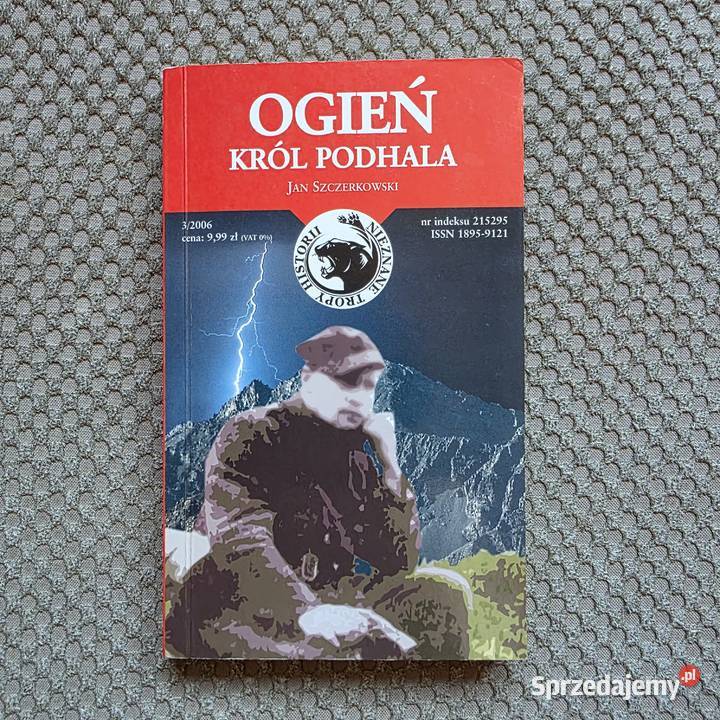 OGIEŃ
KRÓL PODHALA
JAN SZCZERKOWSKI
3/2006
cena: 9,99 zł (VAT 0%)
nr indeksu 215295
ISSN 1895-9121
NIEZNANE TROPY HISTORII
Sprzedajemy.pl